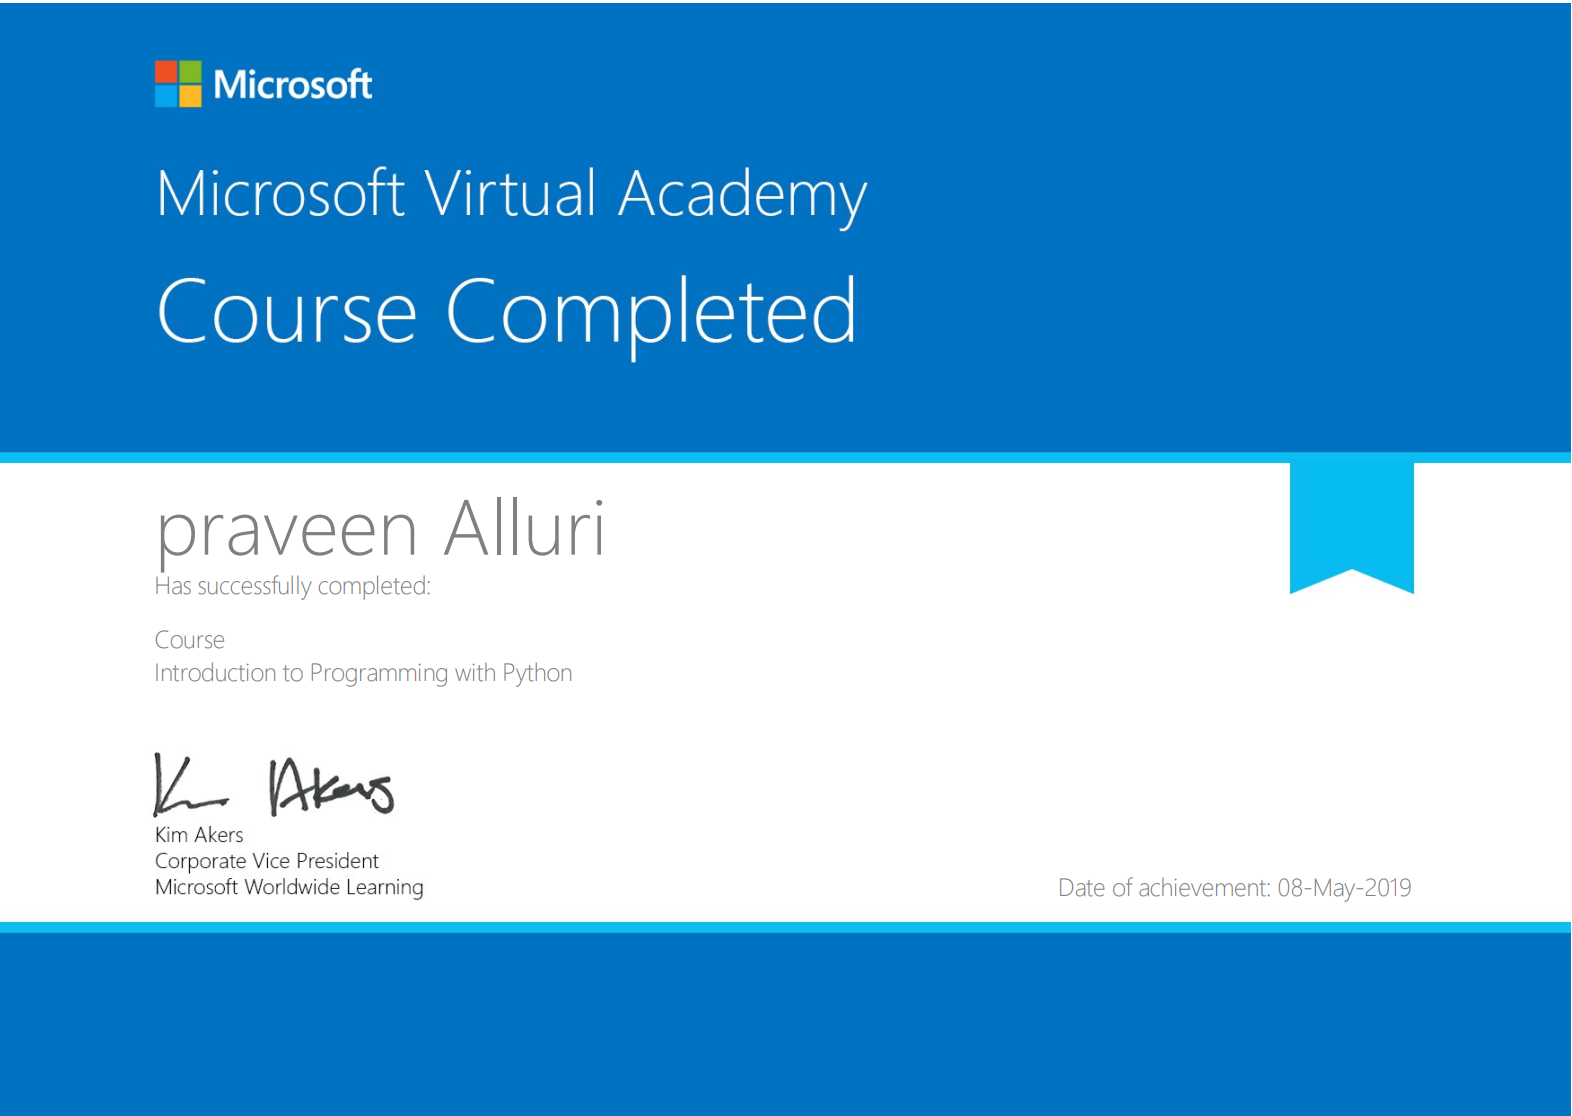 Microsoft
Microsoft Virtual Academy
Course Completed
praveen Alluri
Has successfully completed:
Course
Introduction to Programming with Python
Kim Akers
Kim Akers
Corporate Vice President
Microsoft Worldwide Learning
Date of achievement: 08-May-2019